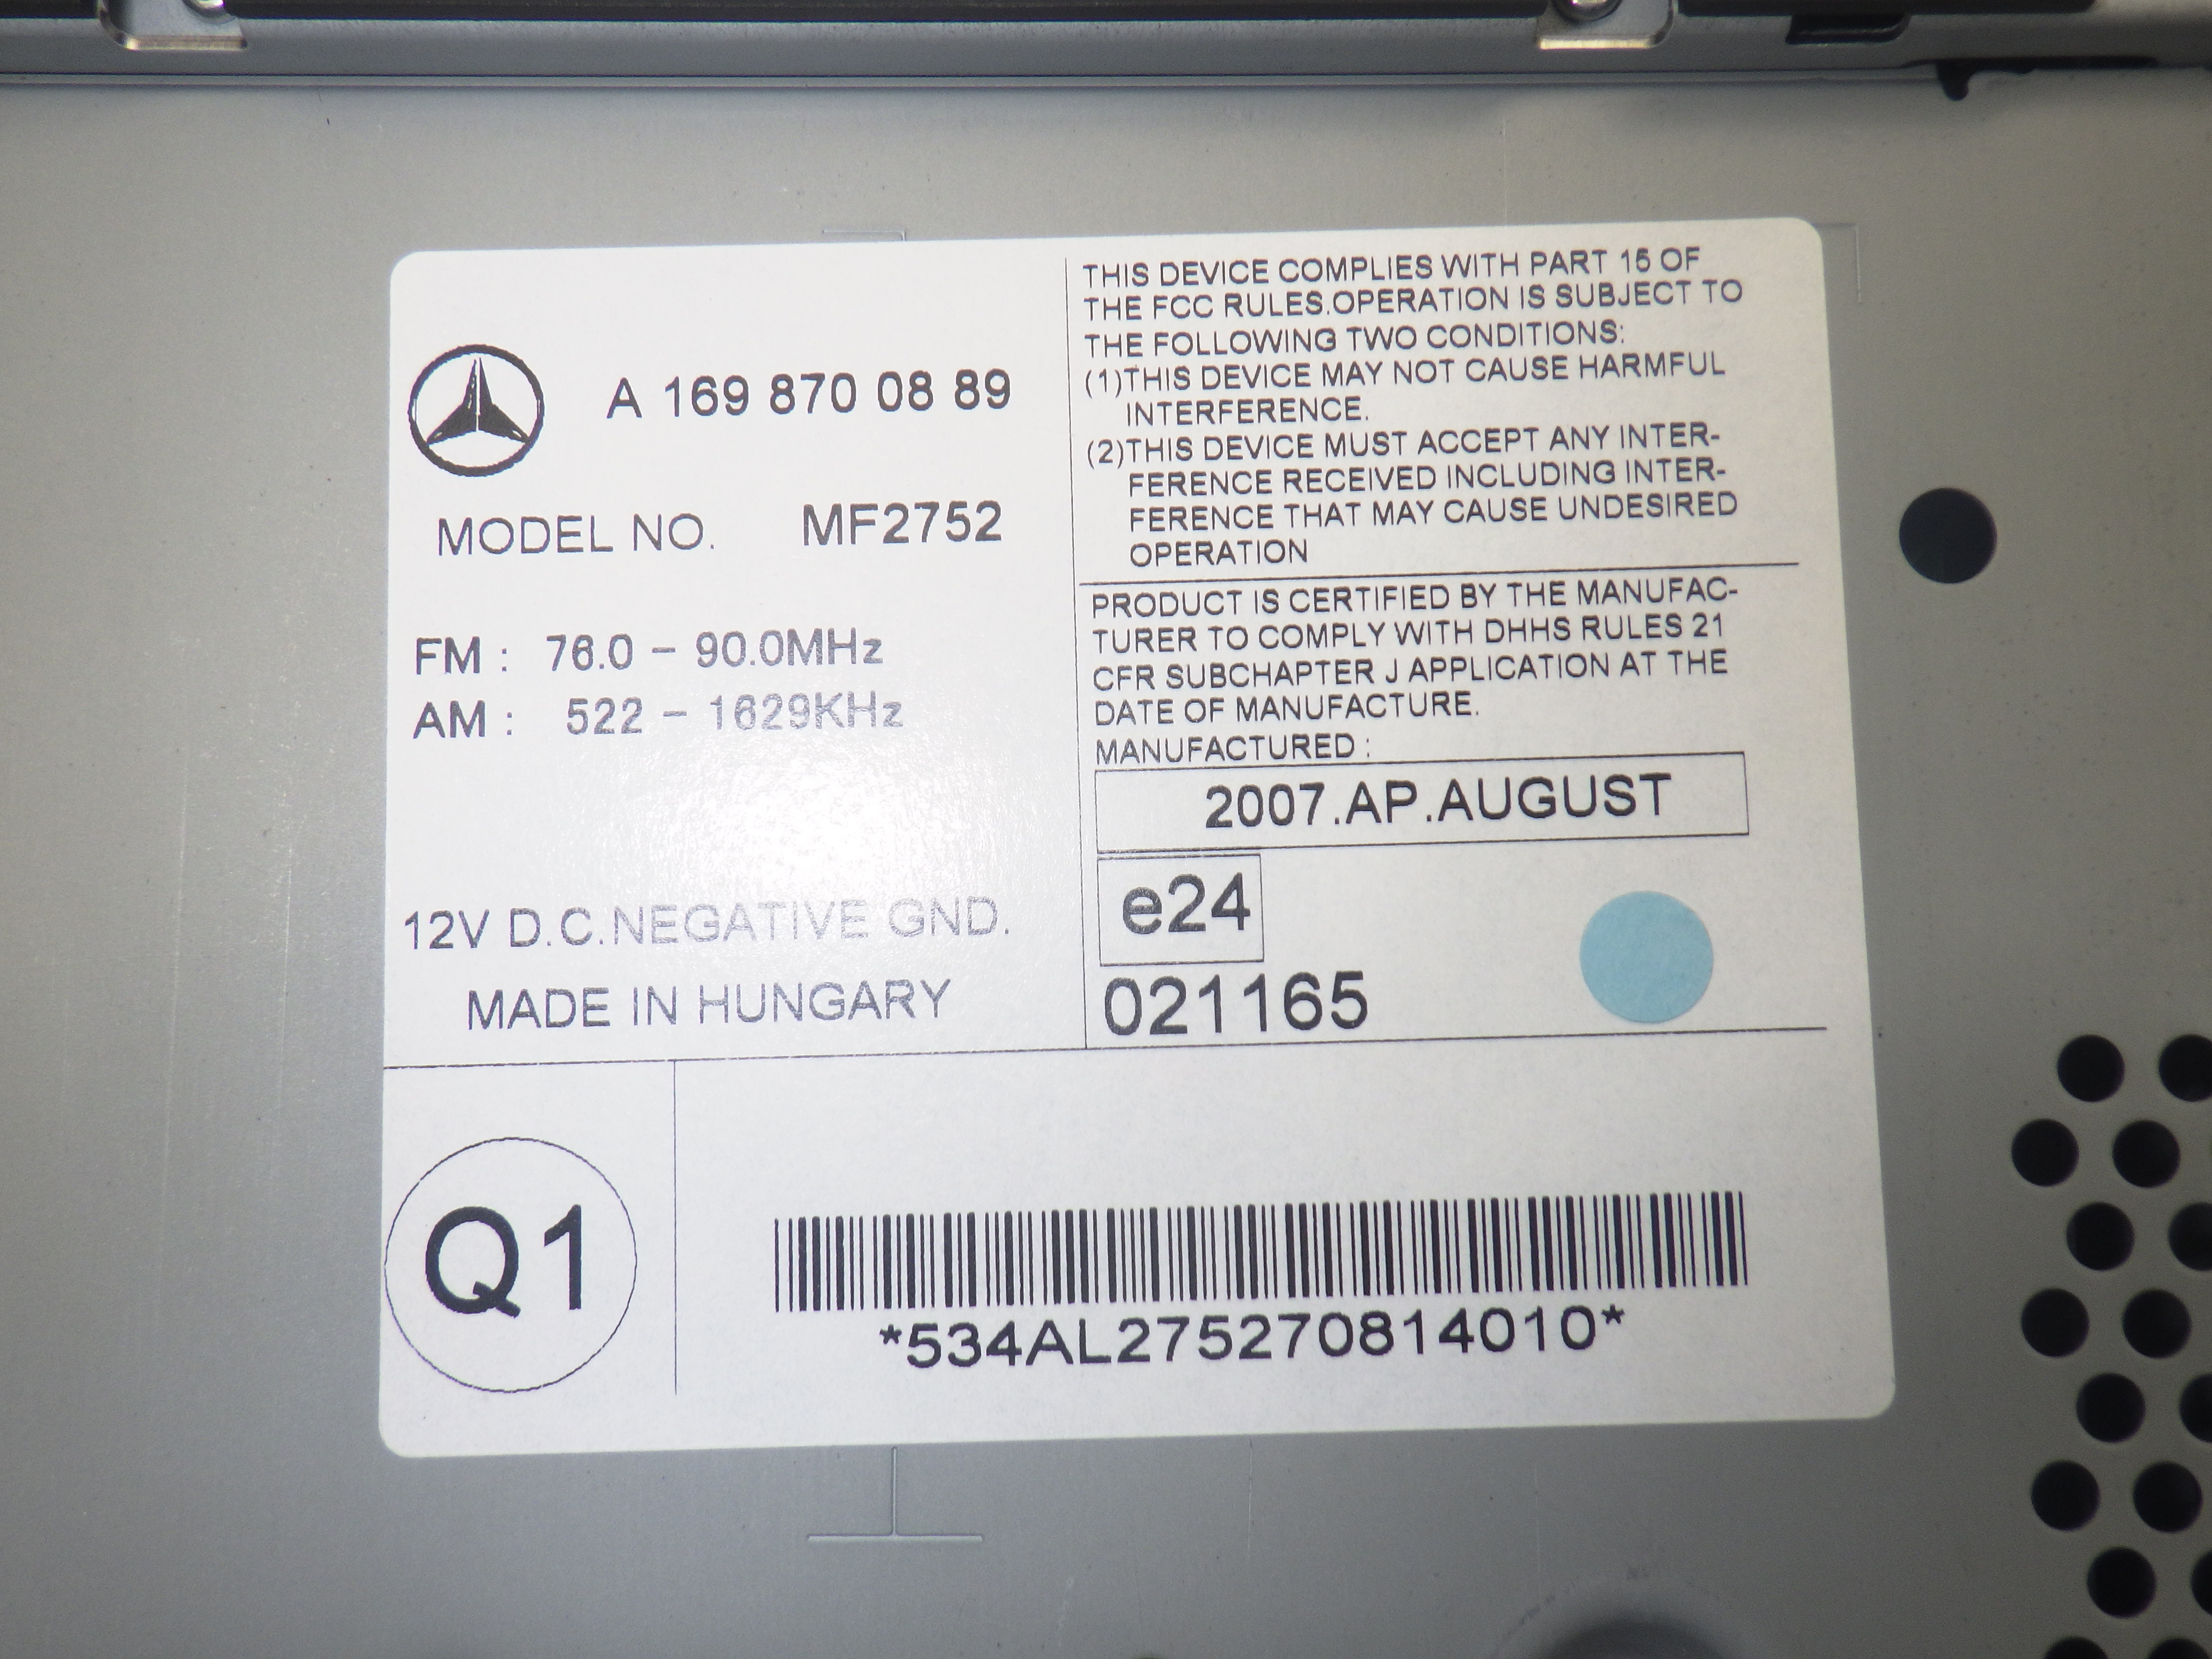 A 169 870 08 89
MODEL NO. MF2752
FM : 76.0 - 90.0MHz
AM : 522 - 1629KHz
12V D.C.NEGATIVE GND.
MADE IN HUNGARY
THIS DEVICE COMPLIES WITH PART 15 OF
THE FCC RULES.OPERATION IS SUBJECT TO
THE FOLLOWING TWO CONDITIONS:
(1)THIS DEVICE MAY NOT CAUSE HARMFUL
INTERFERENCE.
(2)THIS DEVICE MUST ACCEPT ANY INTER-
FERENCE RECEIVED INCLUDING INTER-
FERENCE THAT MAY CAUSE UNDESIRED
OPERATION
PRODUCT IS CERTIFIED BY THE MANUFAC-
TURER TO COMPLY WITH DHHS RULES 21
CFR SUBCHAPTER J APPLICATION AT THE
DATE OF MANUFACTURE.
MANUFACTURED :
2007.AP.AUGUST
e24
021165
Q1
*534AL275270814010*